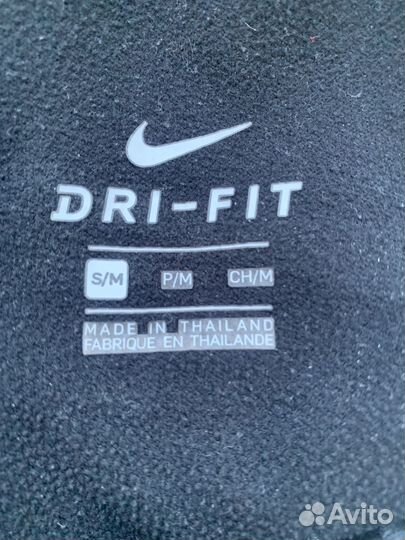 DRI-FIT
S/M P/M CH/M
MADE IN THAILAND
FABRIQUE EN THAILANDE
Avito